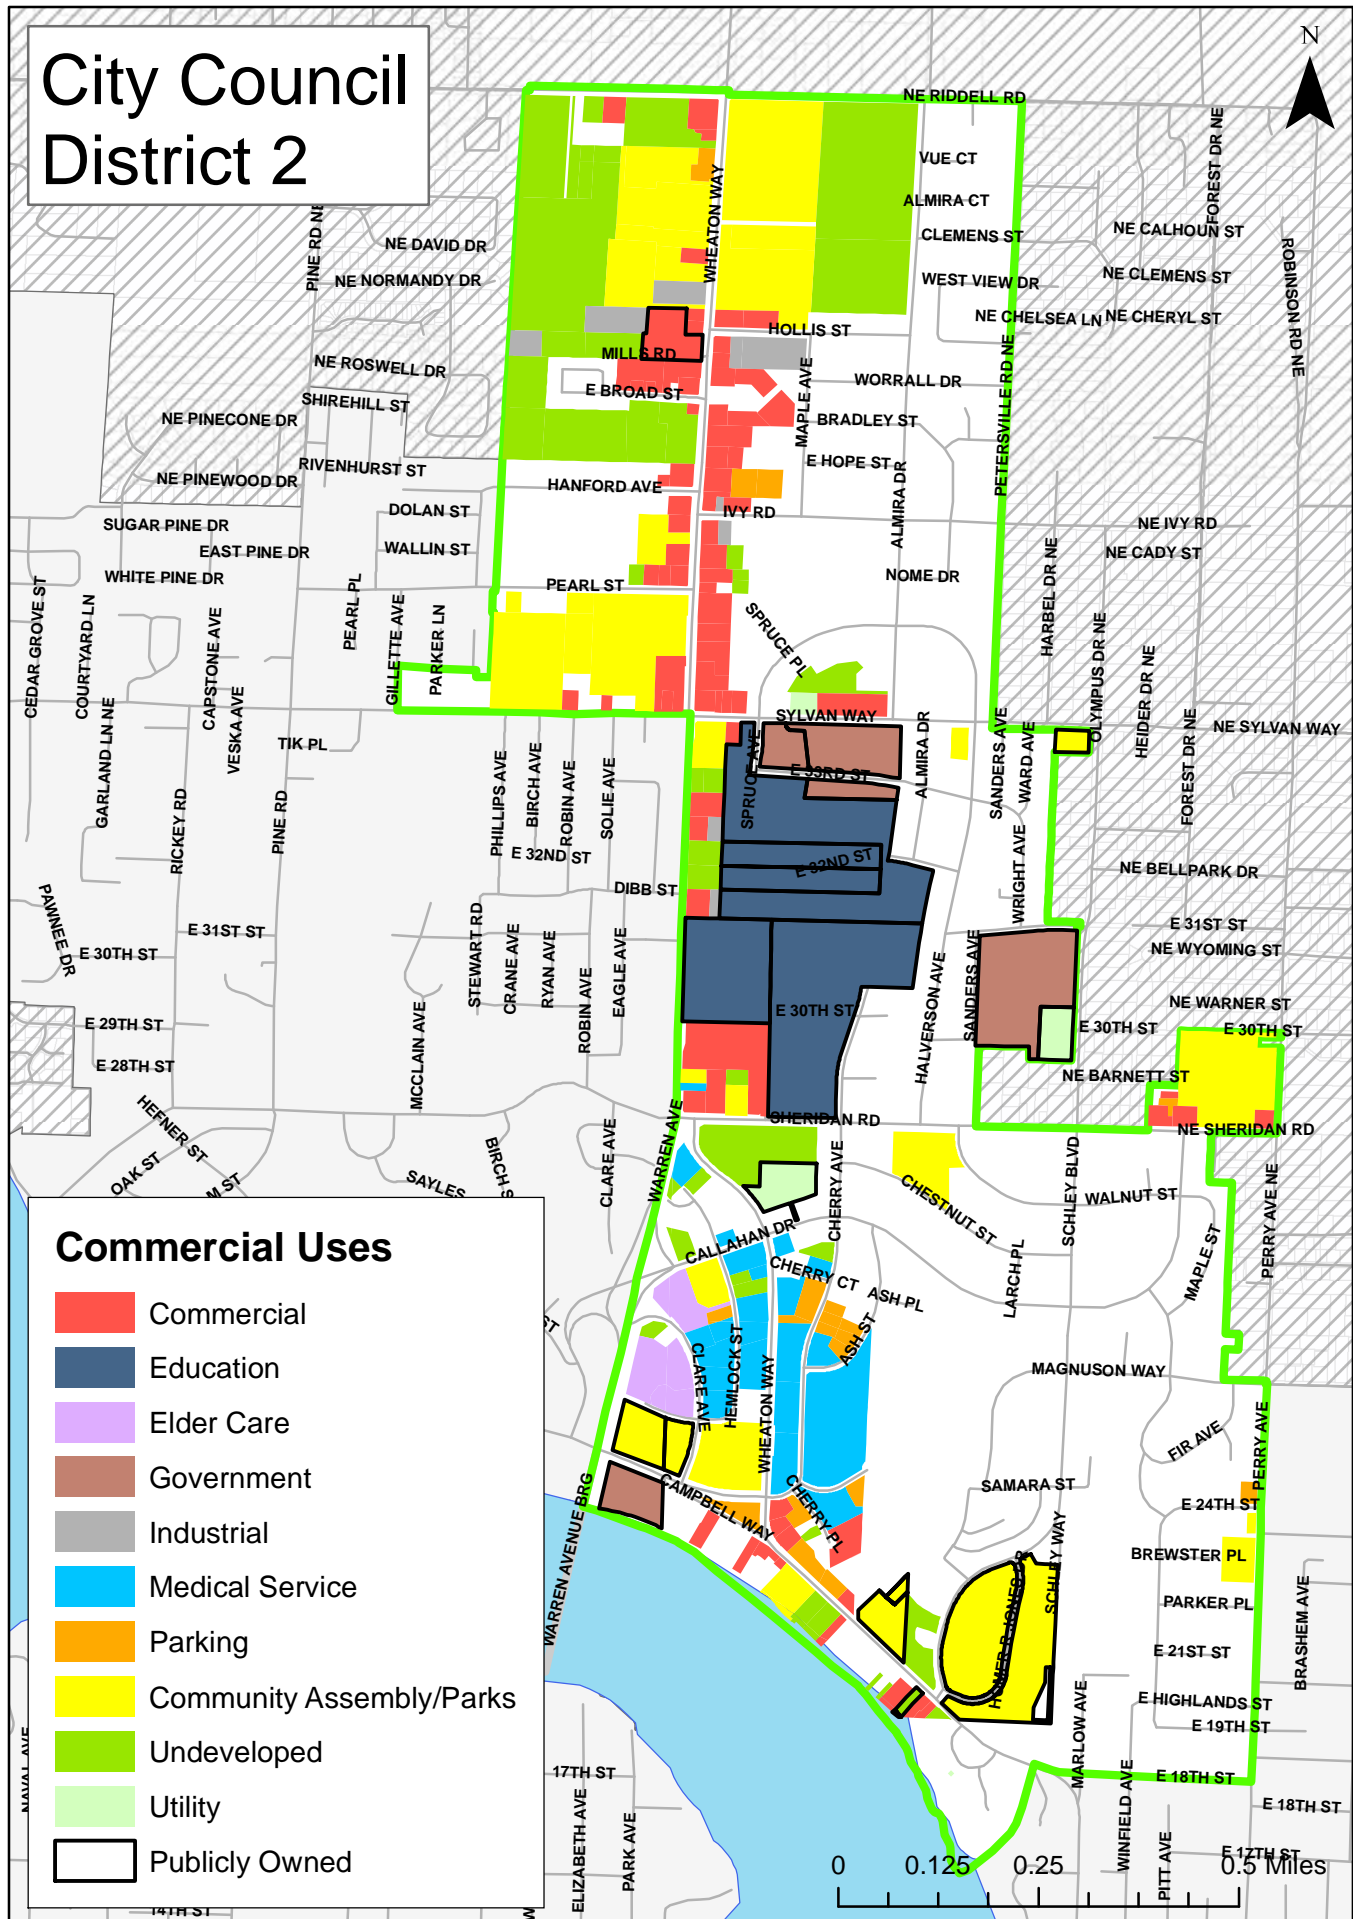 City Council
District 2
N
NE RIDDELL RD
VUE CT
ALMIRA CT
CLEMENS ST
WEST VIEW DR
FOREST DR NE
NE CALHOUN ST
NE CLEMENS ST
NE CHELSEA LN
NE CHERYL ST
ROBINSON RD NE
PINE RD NE
NE DAVID DR
NE NORMANDY DR
WHEATON WAY
HOLLIS ST
MILLS RD
NE ROSWELL DR
SHIREHILL ST
E BROAD ST
MAPLE AVE
WORRALL DR
BRADLEY ST
PETERSVILLE RD NE
NE PINECONE DR
RIVENHURST ST
NE PINEWOOD DR
E HOPE ST
ALMIRA DR
HANFORD AVE
IVY RD
DOLAN ST
SUGAR PINE DR
EAST PINE DR
WALLIN ST
WHITE PINE DR
NE IVY RD
NE CADY ST
NOME DR
PEARL ST
HARBEL DR NE
CEDAR GROVE ST
COURTYARD LN
CAPSTONE AVE
PEARL PL
GILLETTE AVE
PARKER LN
SPRUCE PL
OLYMPUS DR NE
HEIDER DR NE
GARLAND LN NE
VESKA AVE
TIK PL
SYLVAN WAY
NE SYLVAN WAY
SPRUCE AVE
E 33RD ST
ALMIRA DR
SANDERS AVE
WARD AVE
FOREST DR NE
RICKEY RD
PINE RD
PHILLIPS AVE
BIRCH AVE
ROBIN AVE
SOLIE AVE
E 32ND ST
E 32ND ST
DIBB ST
WRIGHT AVE
NE BELLPARK DR
PAWNEE DR
E 31ST ST
E 30TH ST
STEWART RD
CRANE AVE
RYAN AVE
ROBIN AVE
EAGLE AVE
E 31ST ST
NE WYOMING ST
SANDERS AVE
HALVERSON AVE
E 29TH ST
E 28TH ST
MCCLAIN AVE
E 30TH ST
NE WARNER ST
E 30TH ST
E 30TH ST
NE BARNETT ST
HEFNER ST
OAK ST
M ST
SAYLES
BIRCH S
CLARE AVE
WARREN AVE
SHERIDAN RD
NE SHERIDAN RD
CHERRY AVE
CHESTNUT ST
SCHLEY BLVD
WALNUT ST
MAPLE ST
PERRY AVE NE
CALLAHAN DR
CHERRY CT
ASH PL
LARCH PL
ST
ASH ST
CLARE AVE
HEMLOCK ST
WHEATON WAY
MAGNUSON WAY
FIR AVE
PERRY AVE
SAMARA ST
E 24TH ST
WARREN AVENUE BRG
CAMPBELL WAY
CHERRY PL
SCHLEY WAY
HOMER R JONES DR
BREWSTER PL
PARKER PL
E 21ST ST
BRASHEM AVE
MARLOW AVE
E HIGHLANDS ST
E 19TH ST
E 18TH ST
E 18TH ST
WINFIELD AVE
PITT AVE
E 17TH ST
17TH ST
ELIZABETH AVE
PARK AVE
NAVAL AVE
14TH ST
W
Commercial Uses
Commercial
Education
Elder Care
Government
Industrial
Medical Service
Parking
Community Assembly/Parks
Undeveloped
Utility
Publicly Owned
0 0.125 0.25 0.5 Miles